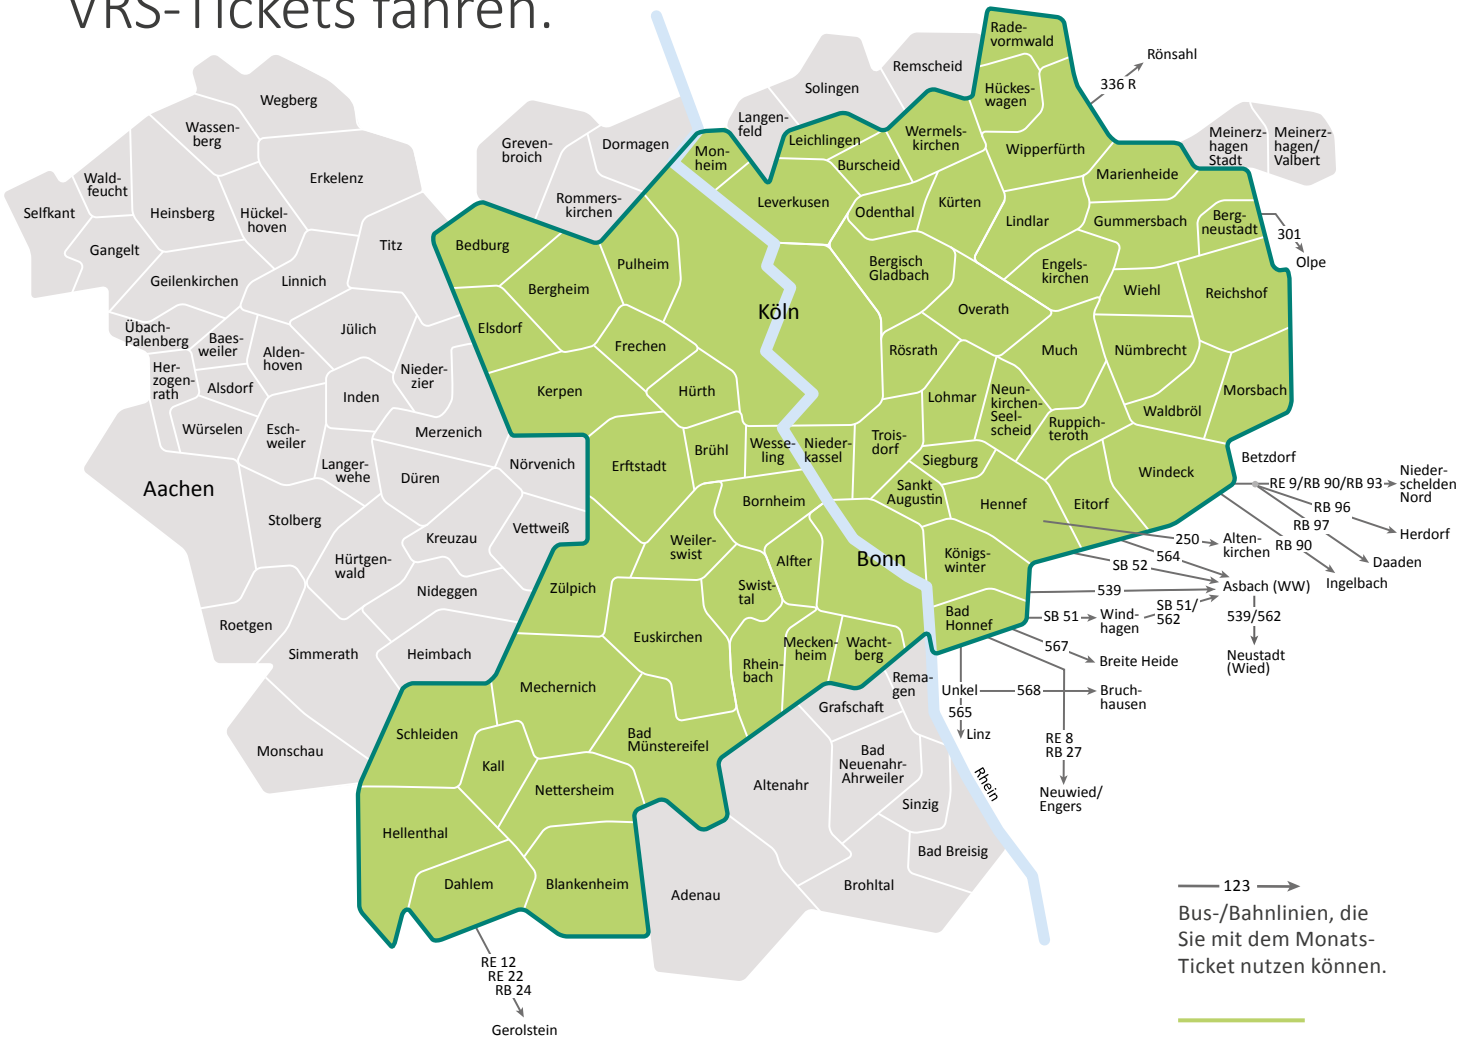 VRS-Tickets fahren.
Rade-
vormwald
Rönsahl
336 R
Remscheid
Solingen
Hückes-
wagen
Wegberg
Langen-
feld
Wassen-
berg
Greven-
broich
Dormagen
Mon-
heim
Leichlingen
Wermels-
kirchen
Wipperfürth
Meinerz-
hagen
Stadt
Meinerz-
hagen/
Valbert
Burscheid
Marienheide
Wald-
feucht
Erkelenz
Rommers-
kirchen
Leverkusen
Odenthal
Kürten
Lindlar
Gummersbach
Berg-
neustadt
301
Olpe
Selfkant
Heinsberg
Hückel-
hoven
Titz
Gangelt
Bedburg
Pulheim
Bergisch
Gladbach
Engels-
kirchen
Geilenkirchen
Linnich
Bergheim
Wiehl
Reichshof
Köln
Overath
Übach-
Palenberg
Baes-
weiler
Jülich
Elsdorf
Alden-
hoven
Frechen
Rösrath
Much
Nümbrecht
Her-
zogen-
rath
Alsdorf
Nieder-
zier
Inden
Kerpen
Hürth
Lohmar
Neun-
kirchen-
Seel-
scheid
Morsbach
Waldbröl
Würselen
Esch-
weiler
Merzenich
Ruppich-
teroth
Brühl
Wesse-
ling
Nieder-
kassel
Trois-
dorf
Siegburg
Langer-
wehe
Düren
Nörvenich
Erftstadt
Windeck
Betzdorf
RE 9/RB 90/RB 93
Nieder-
schelden
Nord
Aachen
Bornheim
Sankt
Augustin
Hennef
Eitorf
RB 96
Herdorf
RB 97
Daaden
RB 90
Ingelbach
Stolberg
Kreuzau
Vettweiß
Weiler-
swist
Alfter
Bonn
Königs-
winter
250
Alten-
kirchen
564
SB 52
Asbach (WW)
Hürtgen-
wald
Nideggen
Zülpich
Swist-
tal
539
SB 51
Wind-
hagen
SB 51/
562
539/562
Neustadt
(Wied)
Bad
Honnef
Roetgen
Euskirchen
Simmerath
Heimbach
Rhein-
bach
Mecken-
heim
Wacht-
berg
567
Breite Heide
Mechernich
Rema-
gen
Unkel
568
Bruch-
hausen
565
Linz
Grafschaft
Schleiden
Bad
Münstereifel
Monschau
Kall
Bad
Neuenahr-
Ahrweiler
RE 8
RB 27
Neuwied/
Engers
Rhein
Nettersheim
Altenahr
Sinzig
Hellenthal
Bad Breisig
Dahlem
Blankenheim
Adenau
Brohltal
RE 12
RE 22
RB 24
Gerolstein
123
Bus-/Bahnlinien, die
Sie mit dem Monats-
Ticket nutzen können.